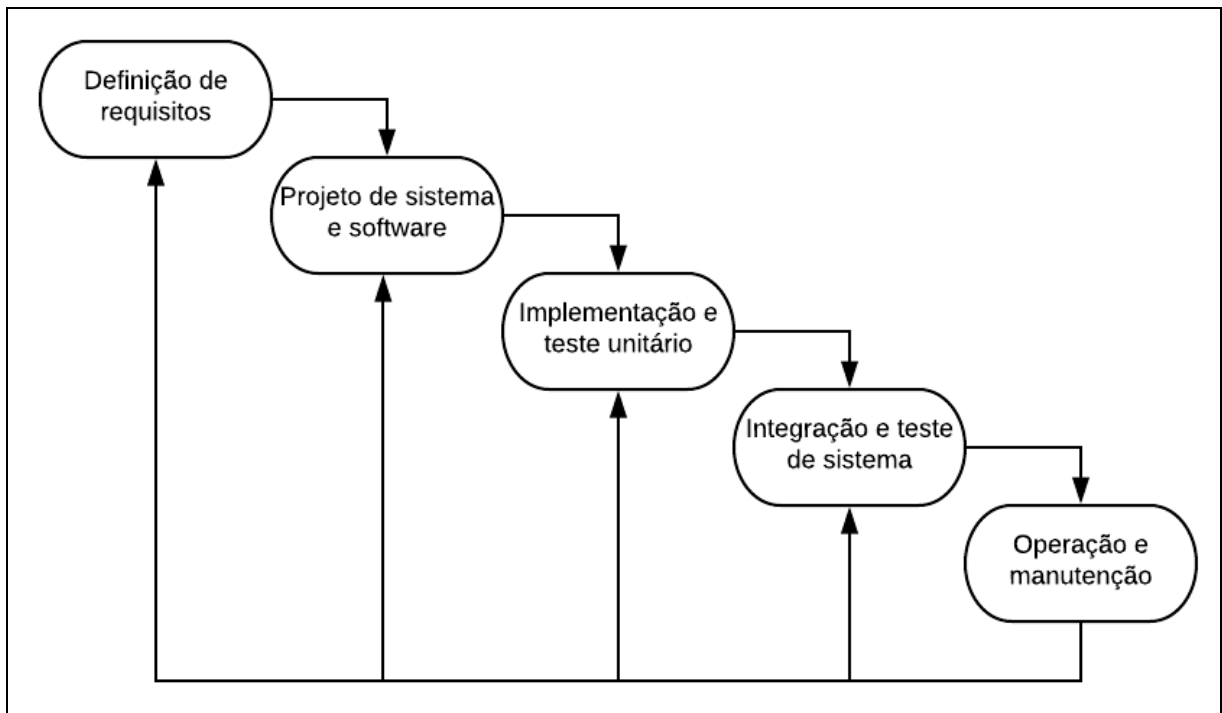 Definição de
requisitos
Projeto de sistema
e software
Implementação e
teste unitário
Integração e teste
de sistema
Operação e
manutenção